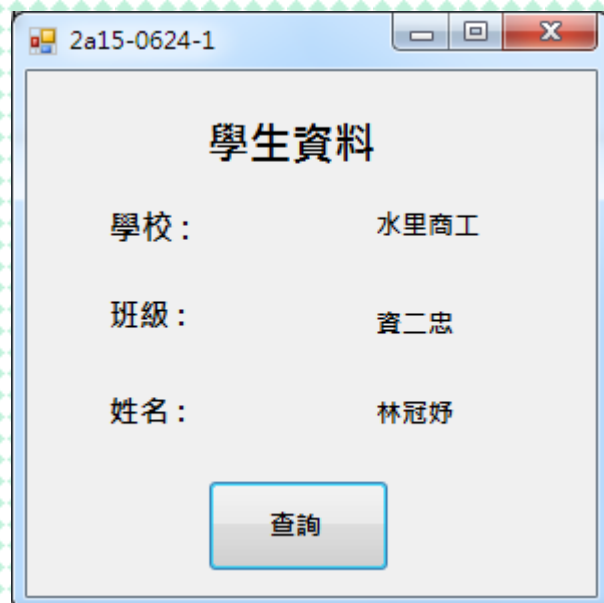 2a15-0624-1
學生資料
學校： 水里商工
班級： 資二忠
姓名： 林冠妤
查詢